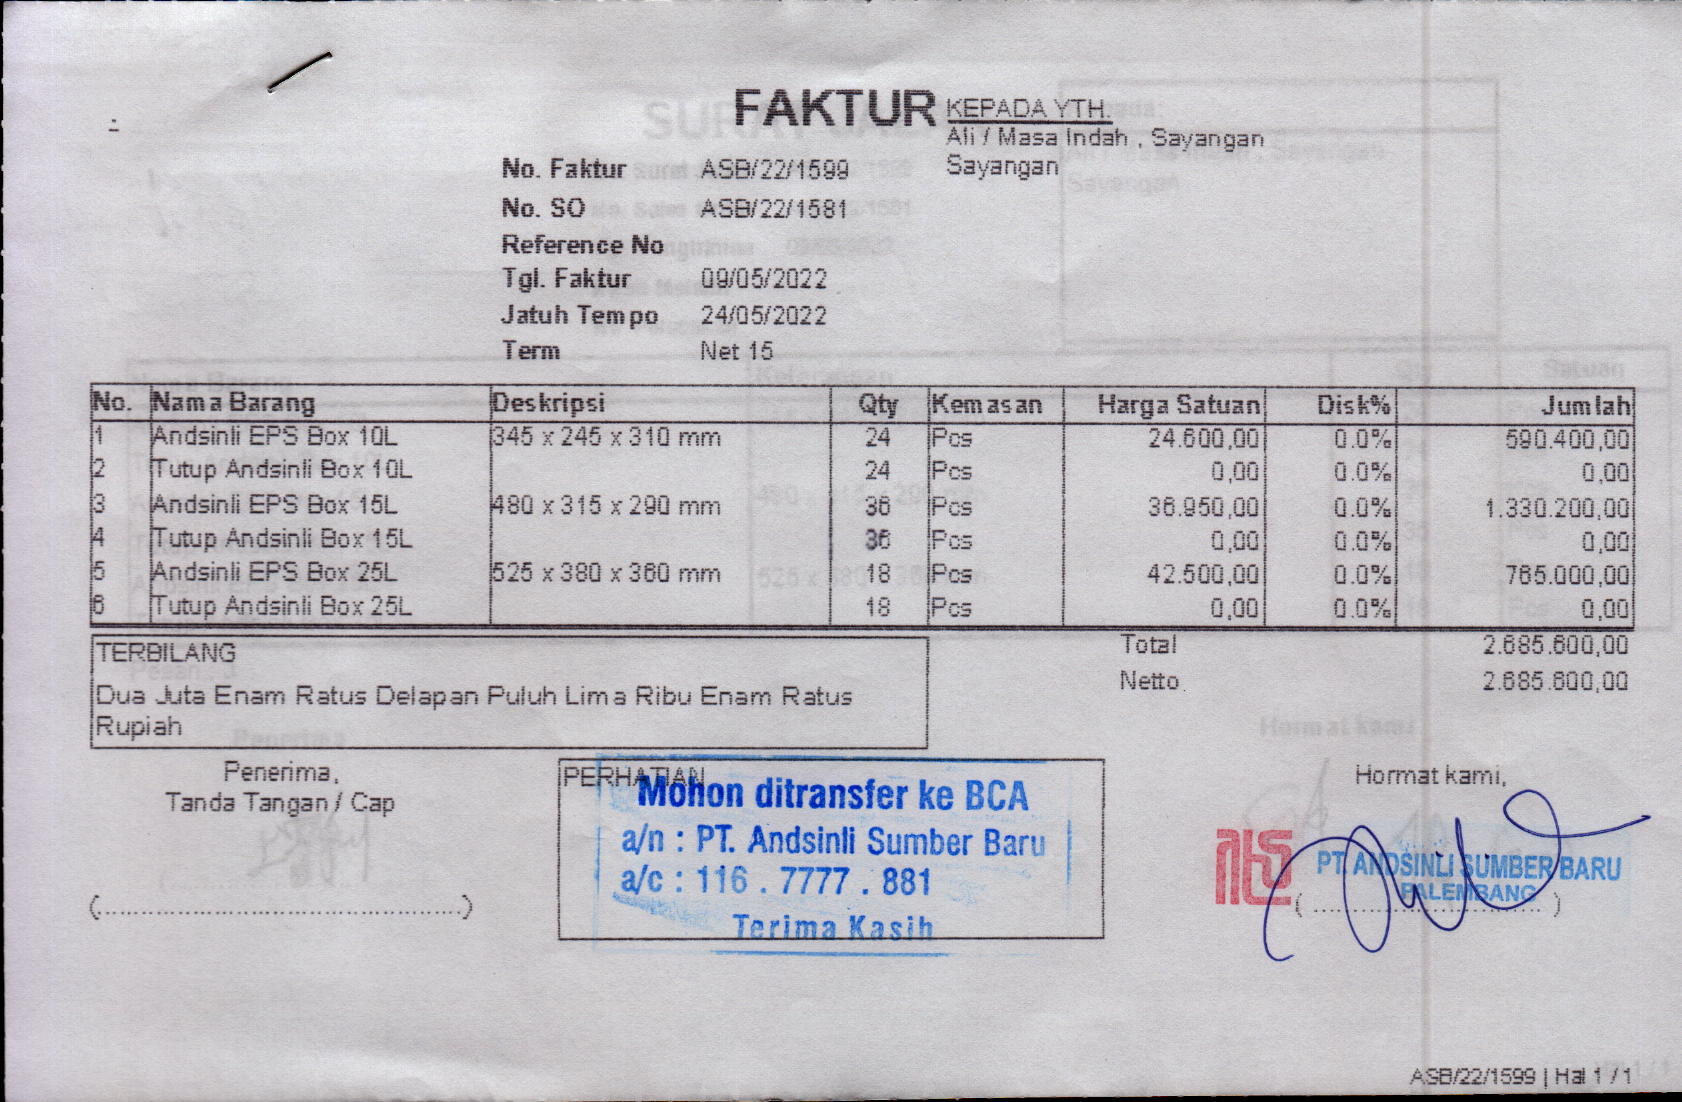 FAKTUR
KEPADA YTH.
Ali / Masa Indah , Sayangan
Sayangan
No. Faktur ASB/22/1599
No. SO ASB/22/1581
Reference No
Tgl. Faktur 09/05/2022
Jatuh Tempo 24/05/2022
Term Net 15
No. Nama Barang Deskripsi Qty Kemasan Harga Satuan Disk% Jumlah
1 Andsinli EPS Box 10L 345 x 245 x 310 mm 24 Pcs 24.600,00 0.0% 590.400,00
2 Tutup Andsinli Box 10L 24 Pcs 0,00 0.0% 0,00
3 Andsinli EPS Box 15L 480 x 315 x 290 mm 36 Pcs 36.950,00 0.0% 1.330.200,00
4 Tutup Andsinli Box 15L 36 Pcs 0,00 0.0% 0,00
5 Andsinli EPS Box 25L 525 x 380 x 360 mm 18 Pcs 42.500,00 0.0% 765.000,00
6 Tutup Andsinli Box 25L 18 Pcs 0,00 0.0% 0,00
Total 2.685.600,00
Netto 2.685.600,00
TERBILANG
Dua Juta Enam Ratus Delapan Puluh Lima Ribu Enam Ratus
Rupiah
Penerima,
Tanda Tangan / Cap
PERHATIAN
Mohon ditransfer ke BCA
a/n : PT. Andsinli Sumber Baru
a/c : 116 . 7777 . 881
Terima Kasih
Hormat kami,
PT. ANDSINLI SUMBER BARU
PALEMBANG
ASB/22/1599 | Hal 1 / 1